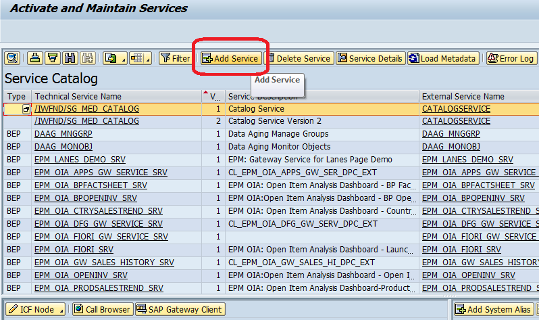 Activate and Maintain Services
Filter Add Service Delete Service Service Details Load Metadata Error Log
Add Service
Service Catalog
Type Technical Service Name V... Service Description External Service Name
/IWFND/SG_MED_CATALOG 1 Catalog Service CATALOGSERVICE
/IWFND/SG_MED_CATALOG 2 Catalog Service Version 2 CATALOGSERVICE
BEP DAAG_MNGGRP 1 Data Aging Manage Groups DAAG_MNGGRP
BEP DAAG_MONOBJ 1 Data Aging Monitor Objects DAAG_MONOBJ
BEP EPM_LANES_DEMO_SRV 1 EPM: Gateway Service for Lanes Page Demo EPM_LANES_DEMO_SRV
BEP EPM_OIA_APPS_GW_SERVICE_SRV 1 CL_EPM_OIA_APPS_GW_SER_DPC_EXT EPM_OIA_APPS_GW_SERVICE_SRV
BEP EPM_OIA_BPFACTSHEET_SRV 1 EPM OIA: Open Item Analysis Dashboard - BP Fac EPM_OIA_BPFACTSHEET_SRV
BEP EPM_OIA_BPOPENINV_SRV 1 EPM OIA: Open Item Analysis Dashboard - BP Ope... EPM_OIA_BPOPENINV_SRV
BEP EPM_OIA_CTRYSALESTREND_SRV 1 EPM OIA: Open Item Analysis Dashboard - Countr... EPM_OIA_CTRYSALESTREND_SRV
BEP EPM_OIA_DFG_GW_SERVICE_SRV 1 CL_EPM_OIA_DFG_GW_SERV_DPC_EXT EPM_OIA_DFG_GW_SERVICE_SRV
BEP EPM_OIA_FIORI_GW_SERVICE_SRV 1 EPM_OIA_FIORI_GW_SERVICE_SRV
BEP EPM_OIA_FIORI_SRV 1 EPM OIA: Open Item Analysis Dashboard - Launc... EPM_OIA_FIORI_SRV
BEP EPM_OIA_GW_SALES_HISTORY_SRV 1 CL_EPM_OIA_GW_SALES_HI_DPC_EXT EPM_OIA_GW_SALES_HISTORY_SRV
BEP EPM_OIA_OPENINV_SRV 1 EPM OIA:Open Item Analysis Dashboard - Open I EPM_OIA_OPENINV_SRV
BEP EPM_OIA_PRODSALESTREND_SRV 1 EPM OIA:Open Item Analysis Dashboard-Product EPM_OIA_PRODSALESTREND_SRV
ICF Node Call Browser SAP Gateway Client Add System Alias